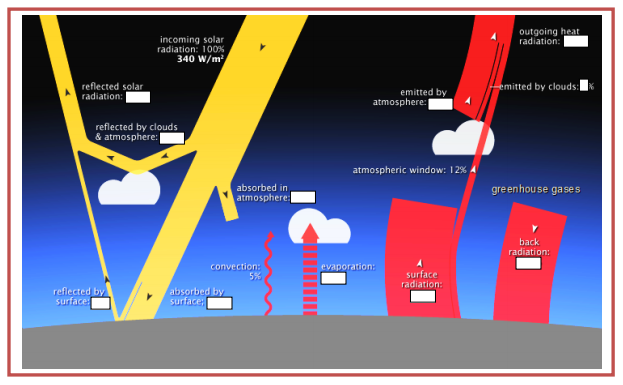 incoming solar
radiation: 100%
340 W/m²
outgoing heat
radiation:
reflected solar
radiation:
emitted by
atmosphere:
emitted by clouds: %
reflected by clouds
& atmosphere:
atmospheric window: 12%
absorbed in
atmosphere:
greenhouse gases
convection:
5%
evaporation:
back
radiation:
surface
radiation:
reflected by
surface:
absorbed by
surface;